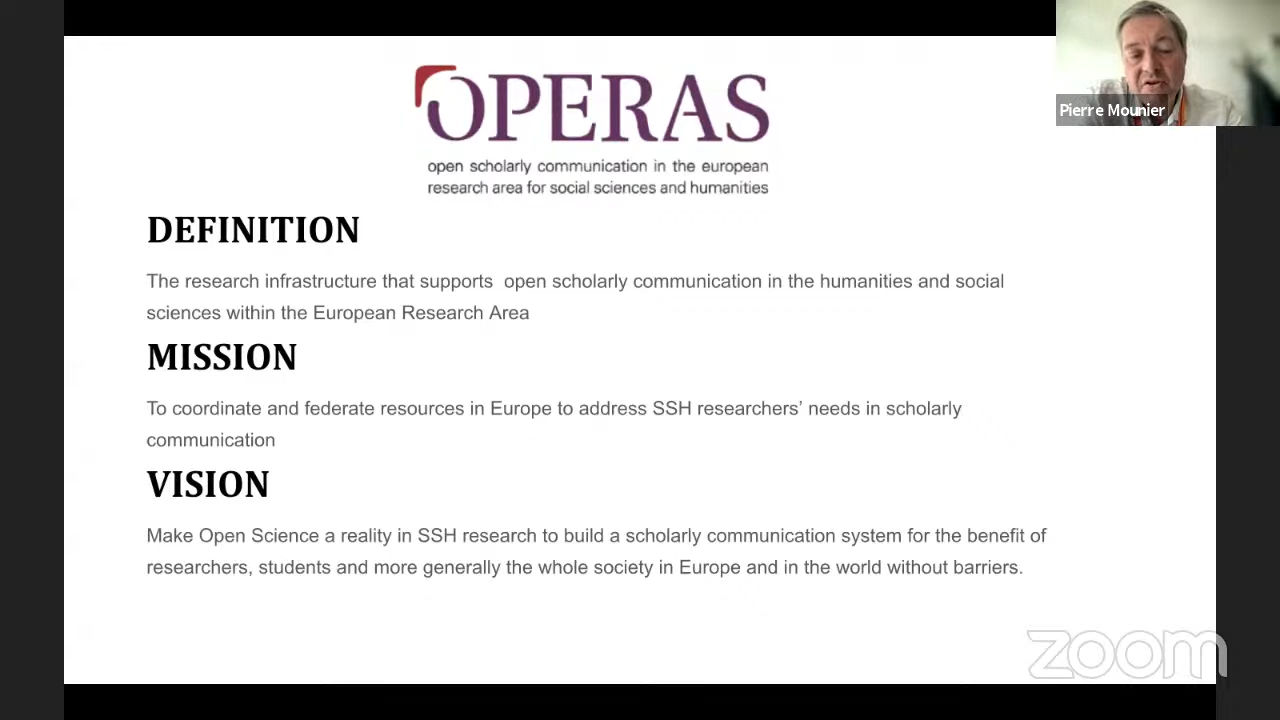 OPERAS
open scholarly communication in the european
research area for social sciences and humanities
Pierre Mounier
DEFINITION
The research infrastructure that supports  open scholarly communication in the humanities and social
sciences within the European Research Area
MISSION
To coordinate and federate resources in Europe to address SSH researchers’ needs in scholarly
communication
VISION
Make Open Science a reality in SSH research to build a scholarly communication system for the benefit of
researchers, students and more generally the whole society in Europe and in the world without barriers.
zoom